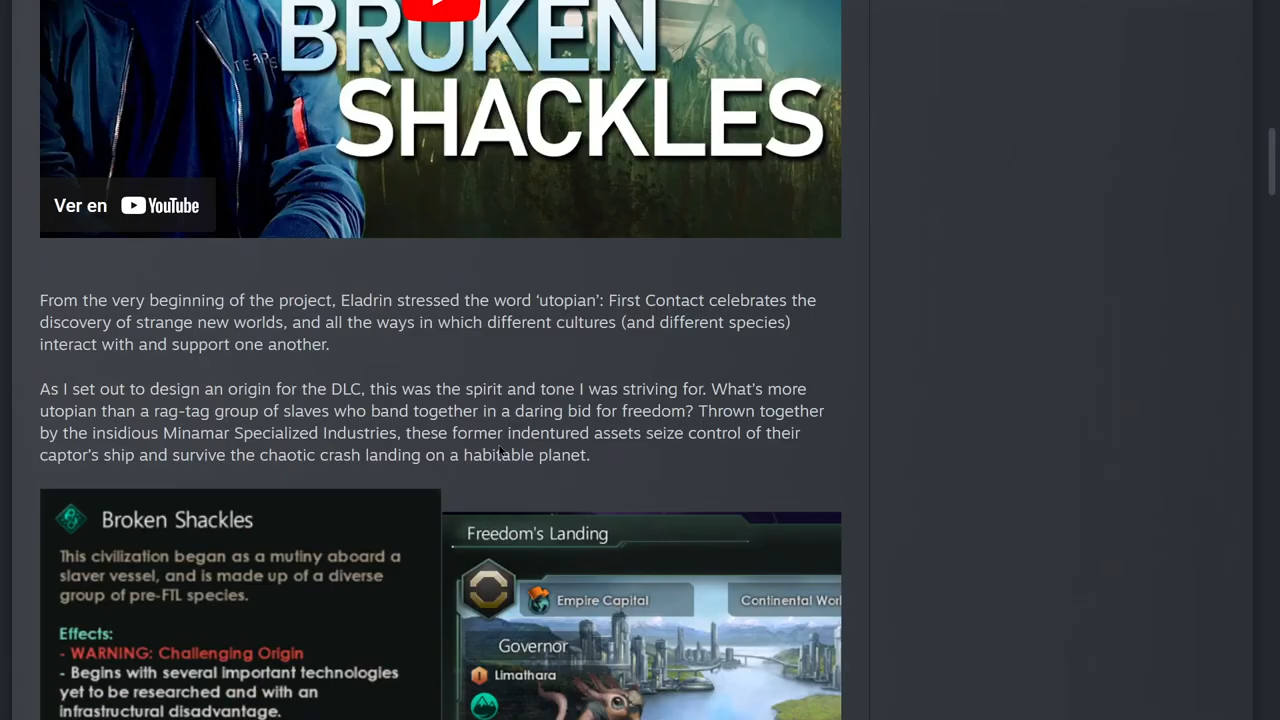 BROKEN
SHACKLES
Ver en YouTube
From the very beginning of the project, Eladrin stressed the word ‘utopian’: First Contact celebrates the
discovery of strange new worlds, and all the ways in which different cultures (and different species)
interact with and support one another.
As I set out to design an origin for the DLC, this was the spirit and tone I was striving for. What’s more
utopian than a rag-tag group of slaves who band together in a daring bid for freedom? Thrown together
by the insidious Minamar Specialized Industries, these former indentured assets seize control of their
captor’s ship and survive the chaotic crash landing on a habitable planet.
Broken Shackles
This civilization began as a mutiny aboard a
slaver vessel, and is made up of a diverse
group of pre-FTL species.
Effects:
- WARNING: Challenging Origin
- Begins with several important technologies
yet to be researched and with an
infrastructural disadvantage.
Freedom's Landing
Empire Capital
Continental Worl
Governor
Limathara